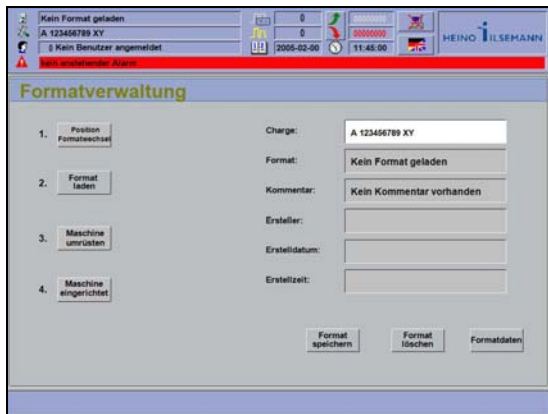 Kein Format geladen
A 123456789 XY
0 Kein Benutzer angemeldet
kein anstehender Alarm
0
0
2005-02-00
00000000
00000000
11:45:00
HEINO ILSEMANN
Formatverwaltung
1. Position Formatwechsel
2. Format laden
3. Maschine umrüsten
4. Maschine eingerichtet
Charge: A 123456789 XY
Format: Kein Format geladen
Kommentar: Kein Kommentar vorhanden
Ersteller:
Erstelldatum:
Erstellzeit:
Format speichern
Format löschen
Formatdaten